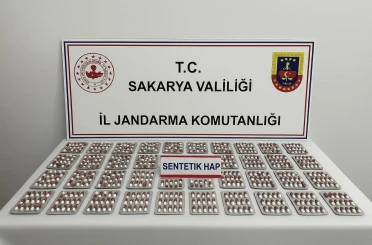 T.C.
SAKARYA VALİLİĞİ
İL JANDARMA KOMUTANLIĞI
SENTETİK HAP